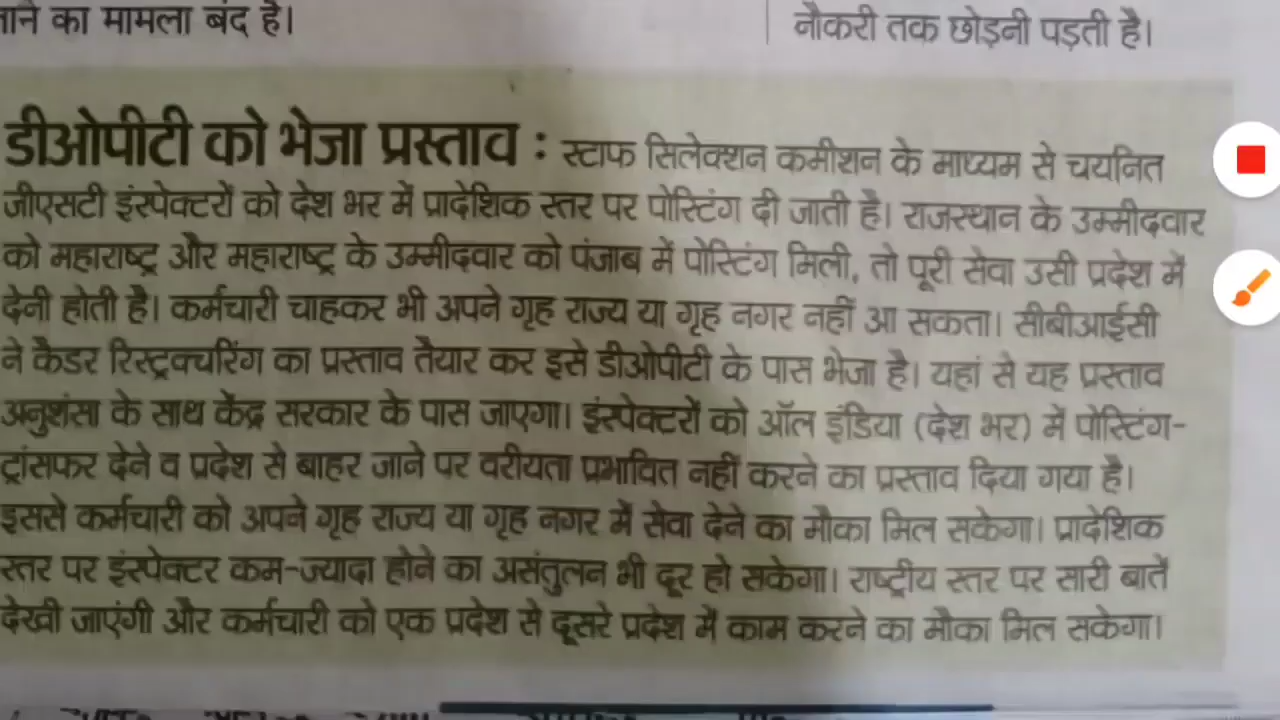 का मामला बंद है।
नौकरी तक छोड़नी पड़ती है।
डीओपीटी को भेजा प्रस्ताव : स्टाफ सिलेक्शन कमीशन के माध्यम से चयनित
जीएसटी इंस्पेक्टरों को देश भर में प्रादेशिक स्तर पर पोस्टिंग दी जाती है। राजस्थान के उम्मीदवार
को महाराष्ट्र और महाराष्ट्र के उम्मीदवार को पंजाब में पोस्टिंग मिली, तो पूरी सेवा उसी प्रदेश में
देनी होती है। कर्मचारी चाहकर भी अपने गृह राज्य या गृह नगर नहीं आ सकता। सीबीआईसी
ने कैडर रिस्ट्रक्चरिंग का प्रस्ताव तैयार कर इसे डीओपीटी के पास भेजा है। यहां से यह प्रस्ताव
अनुशंसा के साथ केंद्र सरकार के पास जाएगा। इंस्पेक्टरों को ऑल इंडिया (देश भर) में पोस्टिंग-
ट्रांसफर देने व प्रदेश से बाहर जाने पर वरीयता प्रभावित नहीं करने का प्रस्ताव दिया गया है।
इससे कर्मचारी को अपने गृह राज्य या गृह नगर में सेवा देने का मौका मिल सकेगा। प्रादेशिक
स्तर पर इंस्पेक्टर कम-ज्यादा होने का असंतुलन भी दूर हो सकेगा। राष्ट्रीय स्तर पर सारी बातें
देखी जाएंगी और कर्मचारी को एक प्रदेश से दूसरे प्रदेश में काम करने का मौका मिल सकेगा।